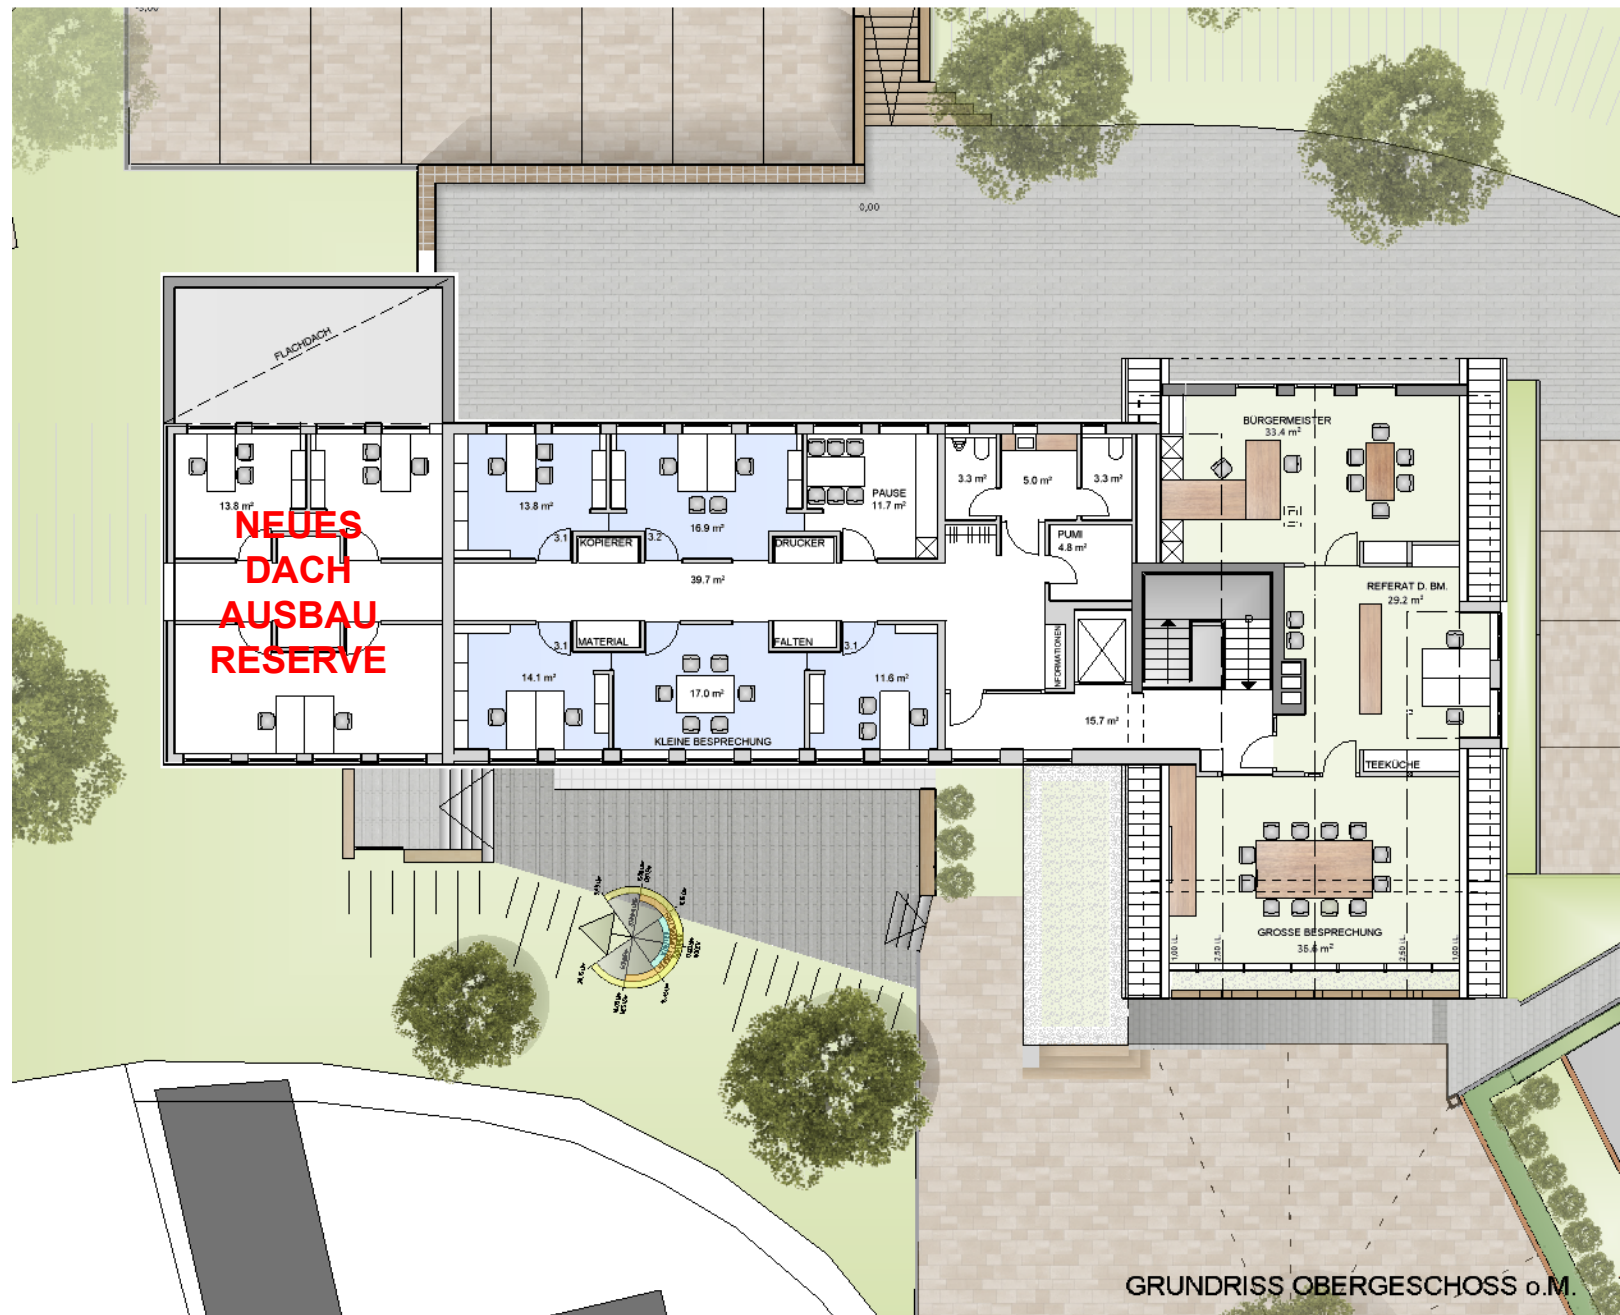 0,00
FLACHDACH
BÜRGERMEISTER
33.4 m²
13.8 m²
13.8 m²
16.9 m²
PAUSE
11.7 m²
3.3 m²
5.0 m²
3.3 m²
NEUES
DACH
AUSBAU
RESERVE
3.1
KOPIERER
3.2
DRUCKER
PUMI
4.8 m²
39.7 m²
REFERAT D. BM.
29.2 m²
3.1
MATERIAL
FALTEN
3.1
14.1 m²
17.0 m²
11.6 m²
KLEINE BESPRECHUNG
15.7 m²
TEEKÜCHE
GROSSE BESPRECHUNG
35.6 m²
GRUNDRISS OBERGESCHOSS o.M.